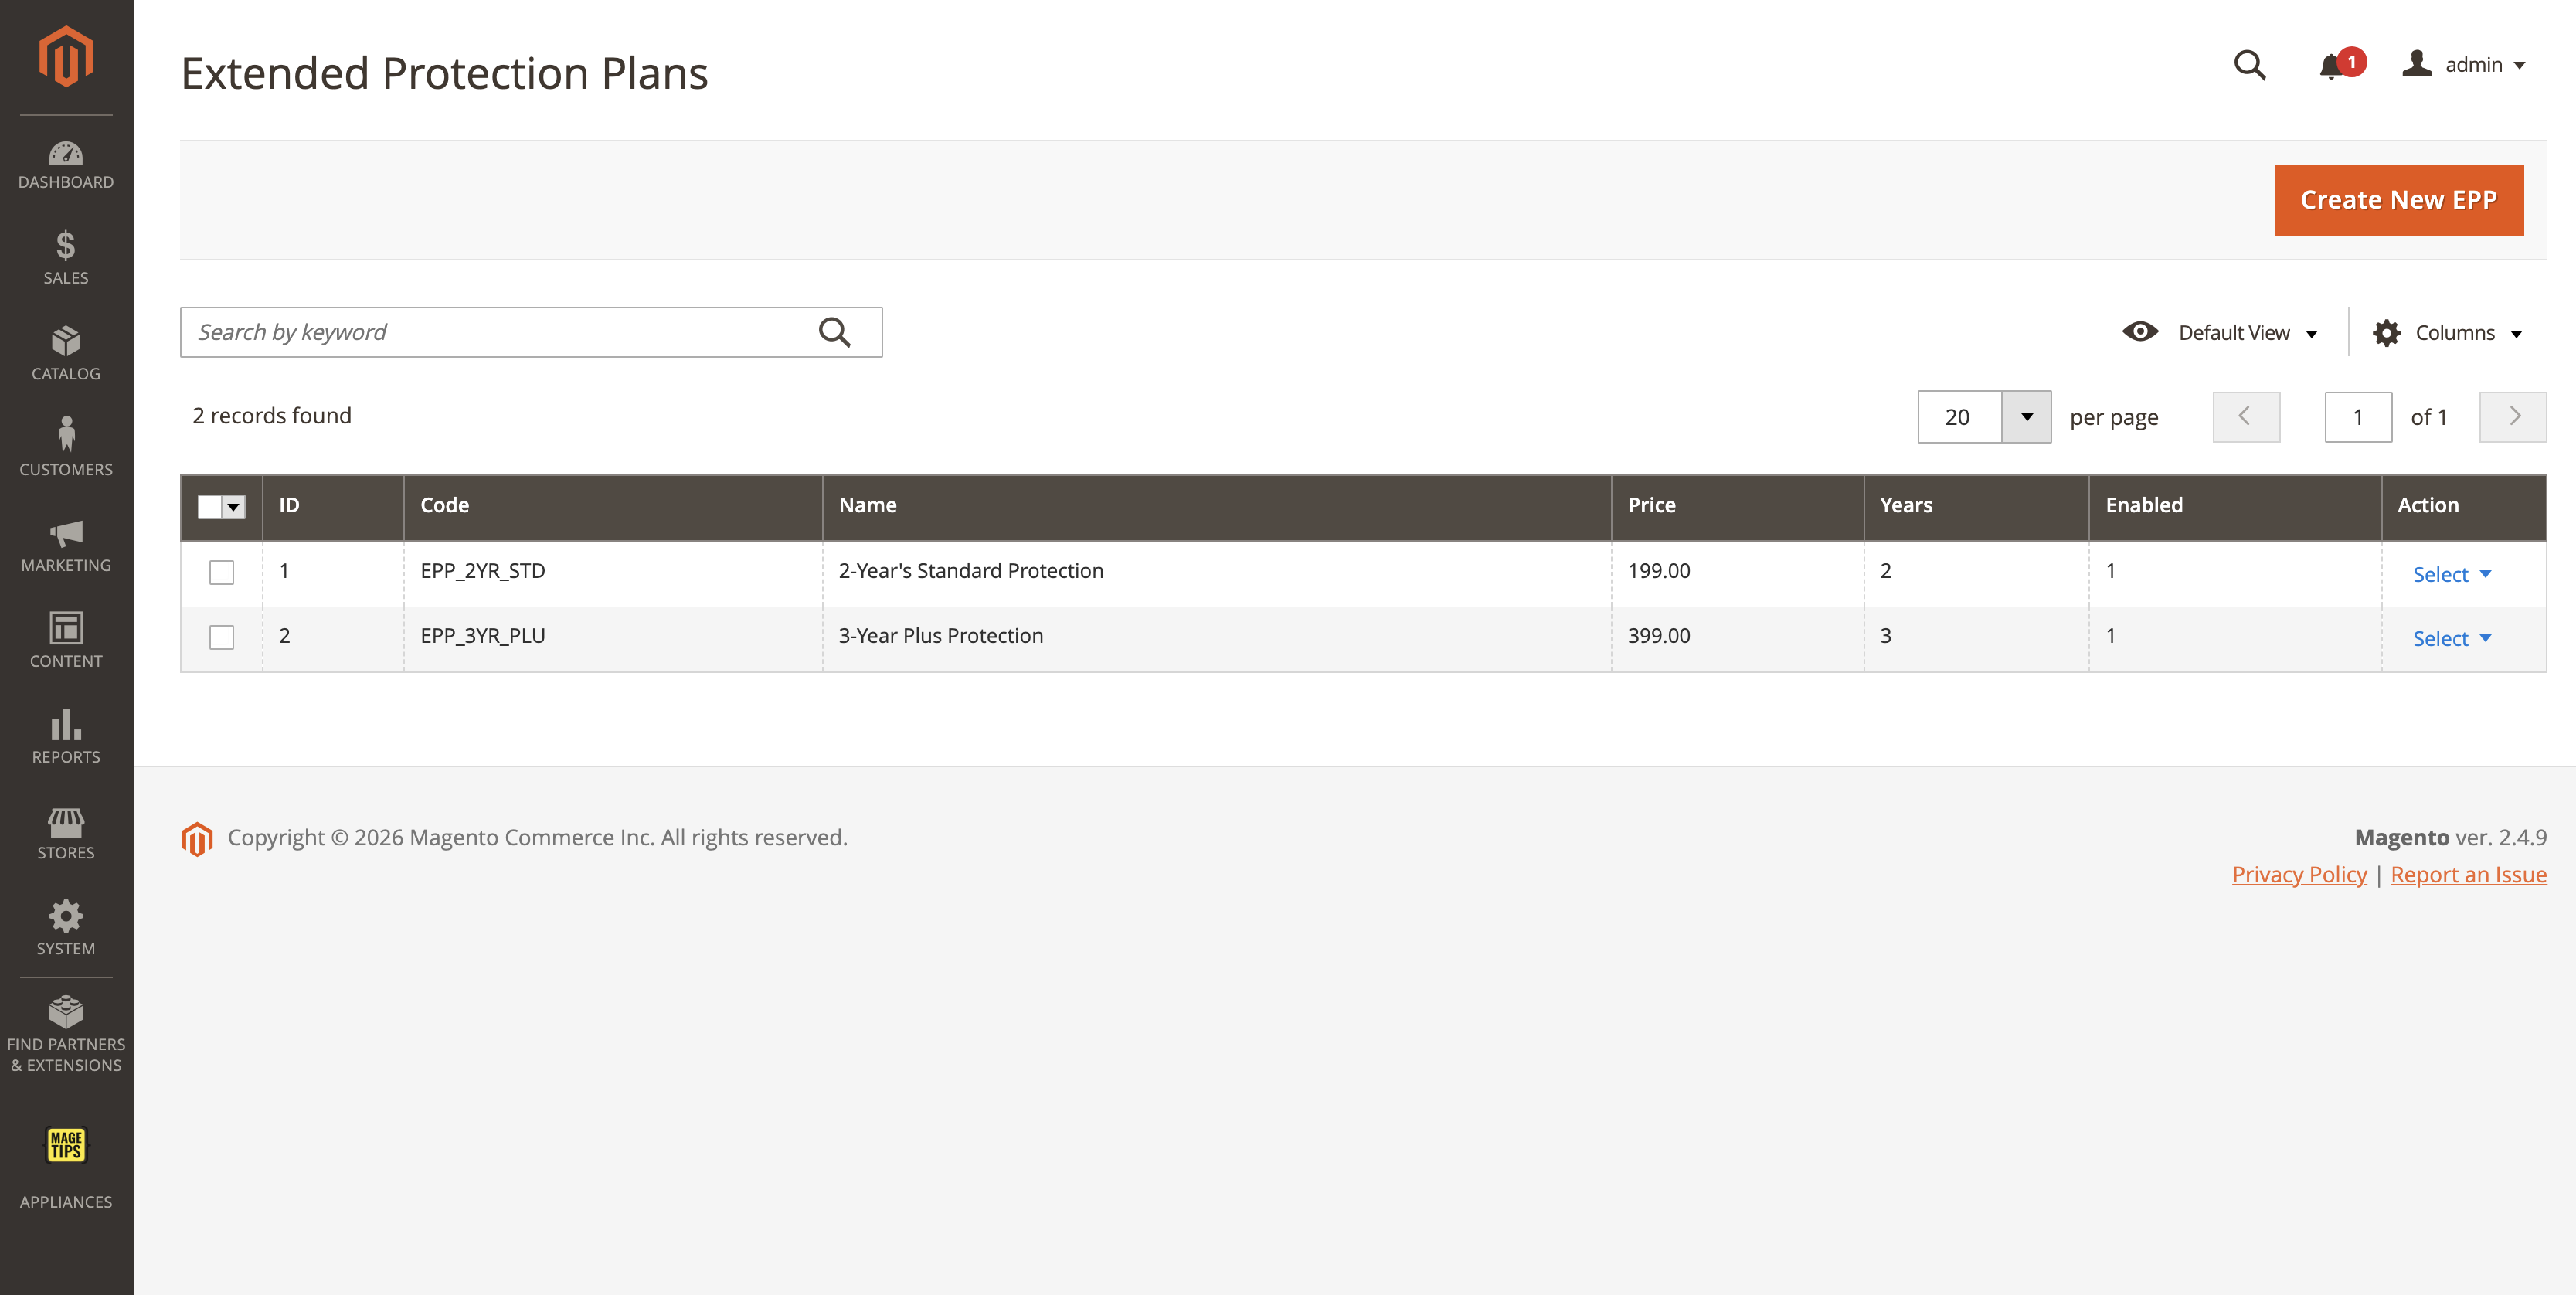 Extended Protection Plans
1
admin
DASHBOARD
SALES
CATALOG
CUSTOMERS
MARKETING
CONTENT
REPORTS
STORES
SYSTEM
FIND PARTNERS
& EXTENSIONS
MAGE
TIPS
APPLIANCES
Create New EPP
Search by keyword
Default View
Columns
2 records found
20 per page 1 of 1
ID Code Name Price Years Enabled Action
1 EPP_2YR_STD 2-Year's Standard Protection 199.00 2 1 Select
2 EPP_3YR_PLU 3-Year Plus Protection 399.00 3 1 Select
Copyright © 2026 Magento Commerce Inc. All rights reserved.
Magento ver. 2.4.9
Privacy Policy | Report an Issue